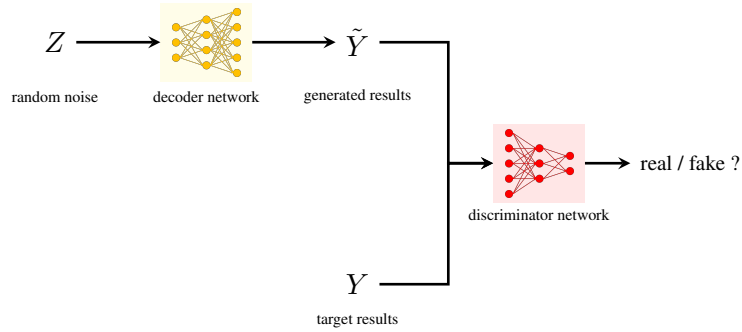 Z
Ỹ
random noise
decoder network
generated results
real / fake ?
discriminator network
Y
target results